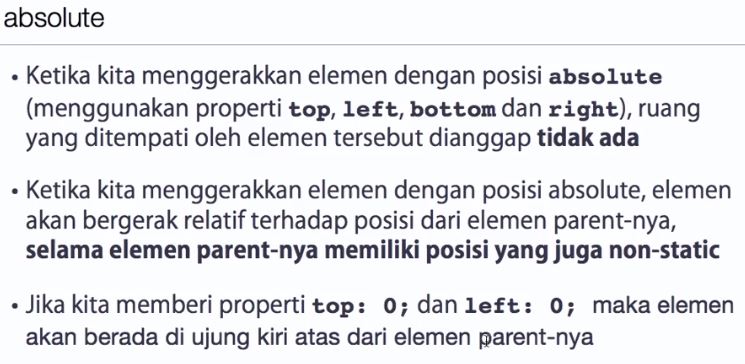 absolute
• Ketika kita menggerakkan elemen dengan posisi absolute
(menggunakan properti top, left, bottom dan right), ruang
yang ditempati oleh elemen tersebut dianggap tidak ada
• Ketika kita menggerakkan elemen dengan posisi absolute, elemen
akan bergerak relatif terhadap posisi dari elemen parent-nya,
selama elemen parent-nya memiliki posisi yang juga non-static
• Jika kita memberi properti top: 0; dan left: 0; maka elemen
akan berada di ujung kiri atas dari elemen parent-nya